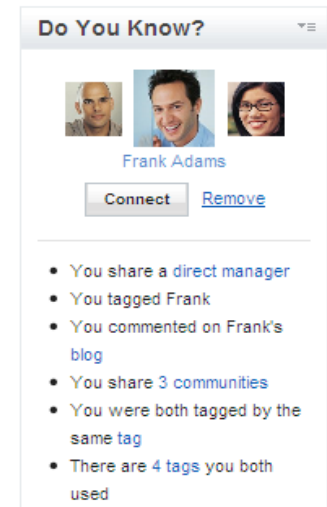 Do You Know?
Frank Adams
Connect Remove
• You share a direct manager
• You tagged Frank
• You commented on Frank's
blog
• You share 3 communities
• You were both tagged by the
same tag
• There are 4 tags you both
used